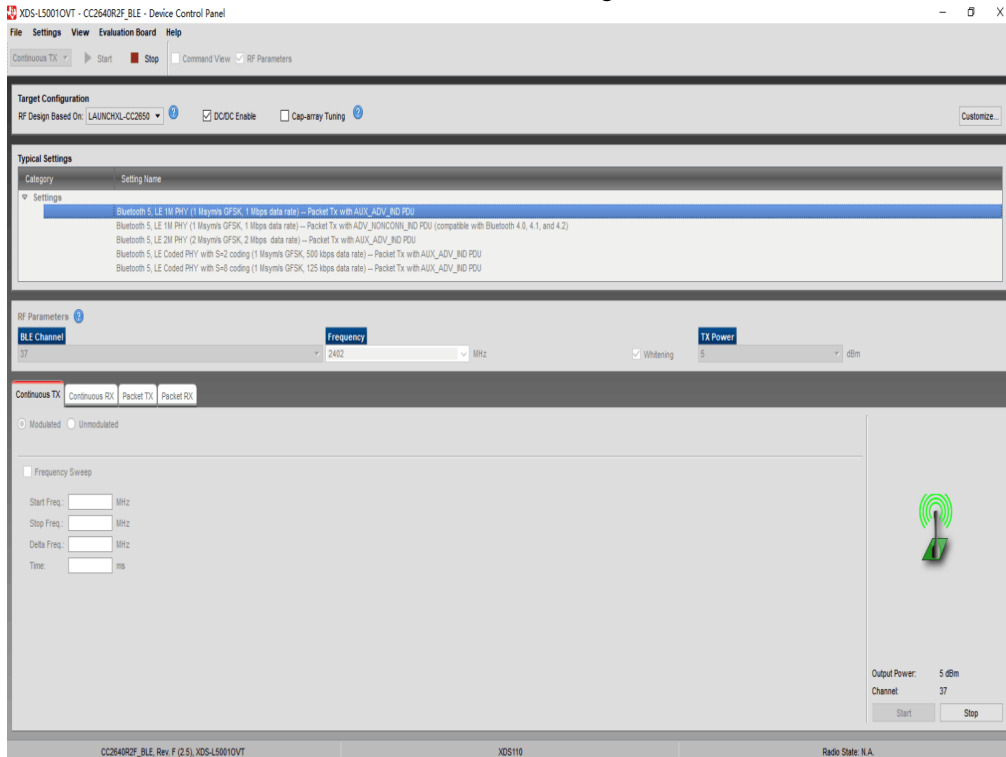 XDS-L5001OVT - CC2640R2F_BLE - Device Control Panel
File Settings View Evaluation Board Help
Continuous TX Start Stop Command View RF Parameters
Target Configuration
RF Design Based On: LAUNCHXL-CC2650 DC/DC Enable Cap-array Tuning Customize...
Typical Settings
Category Setting Name
Settings
Bluetooth 5, LE 1M PHY (1 Msym/s GFSK, 1 Mbps data rate) -- Packet Tx with AUX_ADV_IND PDU
Bluetooth 5, LE 1M PHY (1 Msym/s GFSK, 1 Mbps data rate) -- Packet Tx with ADV_NONCONN_IND PDU (compatible with Bluetooth 4.0, 4.1, and 4.2)
Bluetooth 5, LE 2M PHY (2 Msym/s GFSK, 2 Mbps data rate) -- Packet Tx with AUX_ADV_IND PDU
Bluetooth 5, LE Coded PHY with S=2 coding (1 Msym/s GFSK, 500 kbps data rate) -- Packet Tx with AUX_ADV_IND PDU
Bluetooth 5, LE Coded PHY with S=8 coding (1 Msym/s GFSK, 125 kbps data rate) -- Packet Tx with AUX_ADV_IND PDU
RF Parameters
BLE Channel Frequency TX Power
37 2402 MHz Whitening 5 dBm
Continuous TX Continuous RX Packet TX Packet RX
Modulated Unmodulated
Frequency Sweep
Start Freq.: MHz
Stop Freq.: MHz
Delta Freq.: MHz
Time: ms
Output Power: 5 dBm
Channel: 37
Start Stop
CC2640R2F_BLE, Rev. F (2.5), XDS-L5001OVT XDS110 Radio State: N.A.